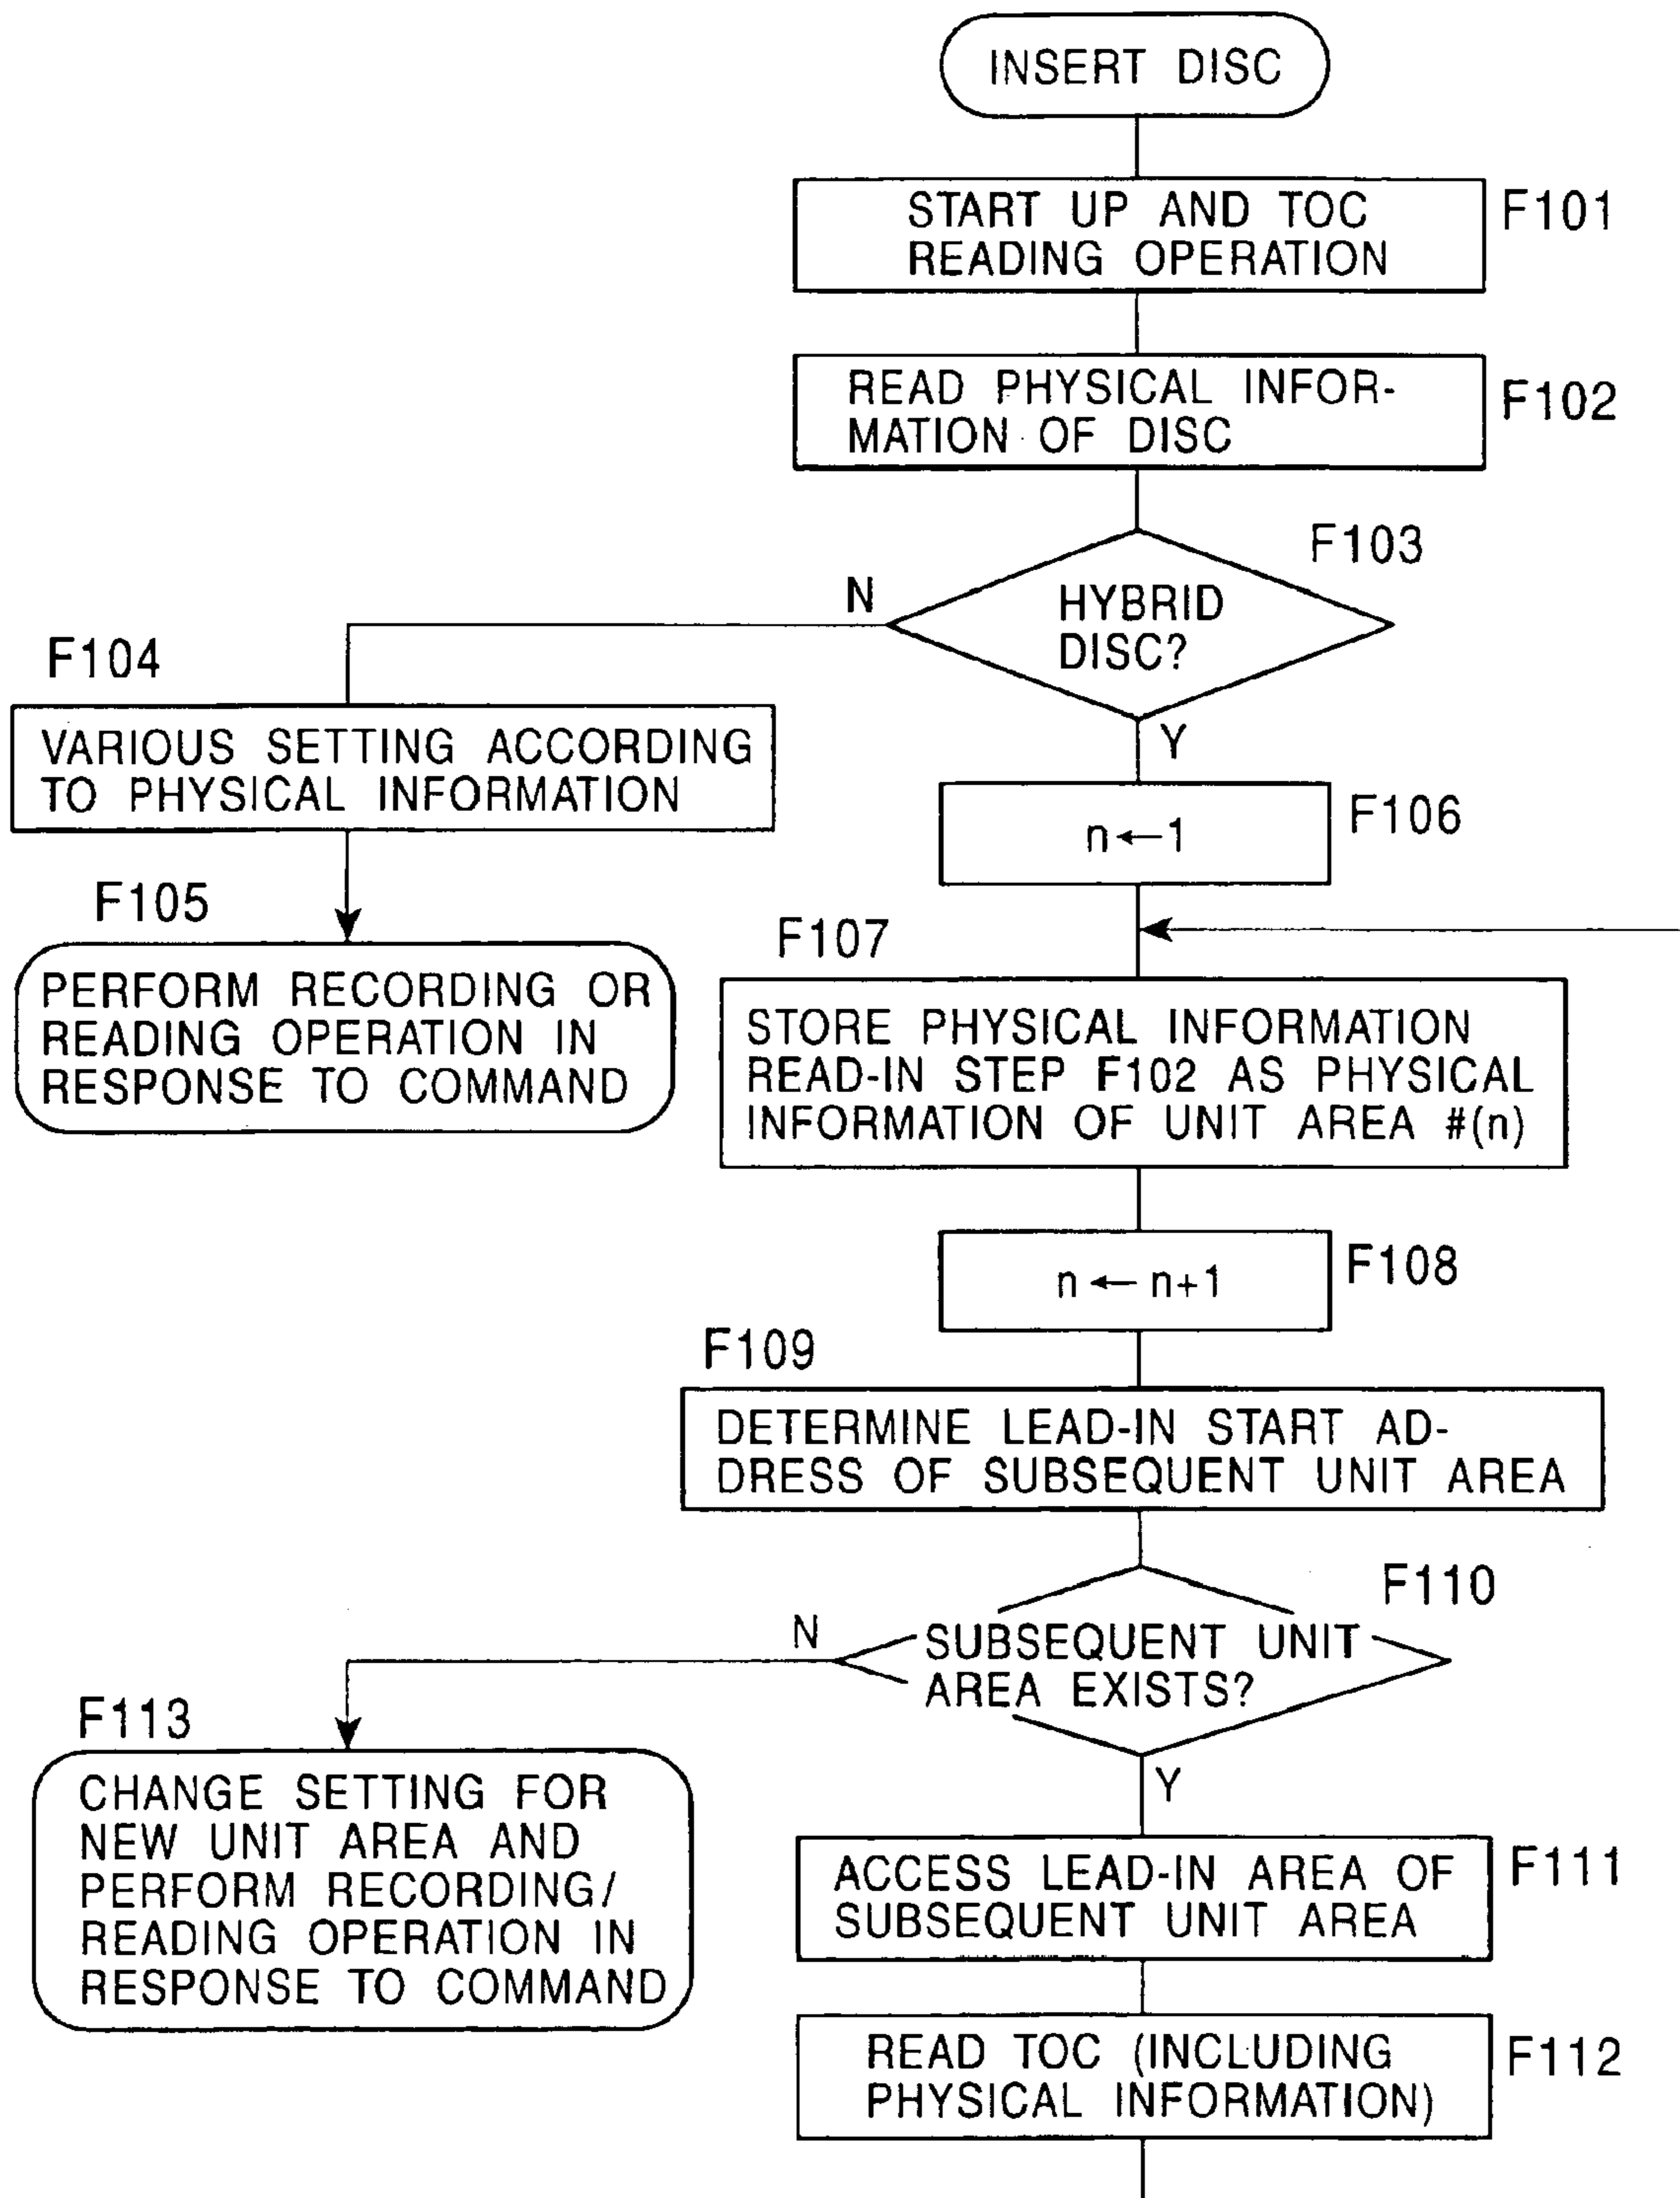 INSERT DISC
START UP AND TOC
READING OPERATION
F101
READ PHYSICAL INFOR-
MATION OF DISC
F102
F103
HYBRID
DISC?
N
Y
F104
VARIOUS SETTING ACCORDING
TO PHYSICAL INFORMATION
F105
PERFORM RECORDING OR
READING OPERATION IN
RESPONSE TO COMMAND
n←1
F106
F107
STORE PHYSICAL INFORMATION
READ-IN STEP F102 AS PHYSICAL
INFORMATION OF UNIT AREA #(n)
n←n+1
F108
F109
DETERMINE LEAD-IN START AD-
DRESS OF SUBSEQUENT UNIT AREA
F110
SUBSEQUENT UNIT
AREA EXISTS?
N
Y
F113
CHANGE SETTING FOR
NEW UNIT AREA AND
PERFORM RECORDING/
READING OPERATION IN
RESPONSE TO COMMAND
ACCESS LEAD-IN AREA OF
SUBSEQUENT UNIT AREA
F111
READ TOC (INCLUDING
PHYSICAL INFORMATION)
F112